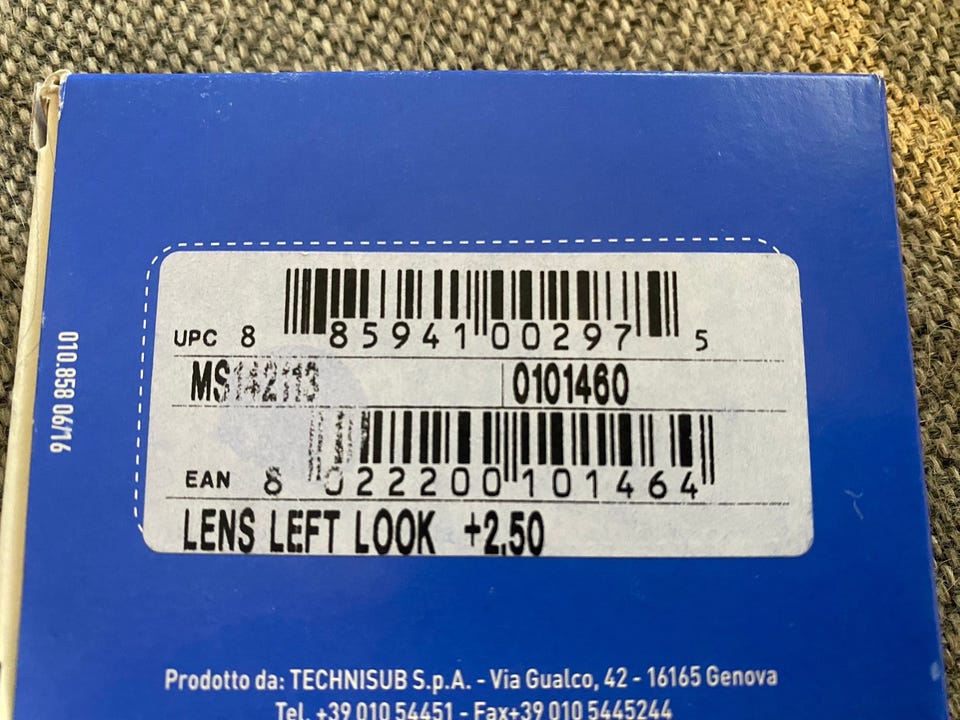 UPC 8 85941 00297 5
0101460
EAN 8 022200 101464
LENS LEFT LOOK +2.50
010.858 06/16
Prodotto da: TECHNISUB S.p.A. - Via Gualco, 42 - 16165 Genova
Tel. +39 010 54451 - Fax+39 010 5445244